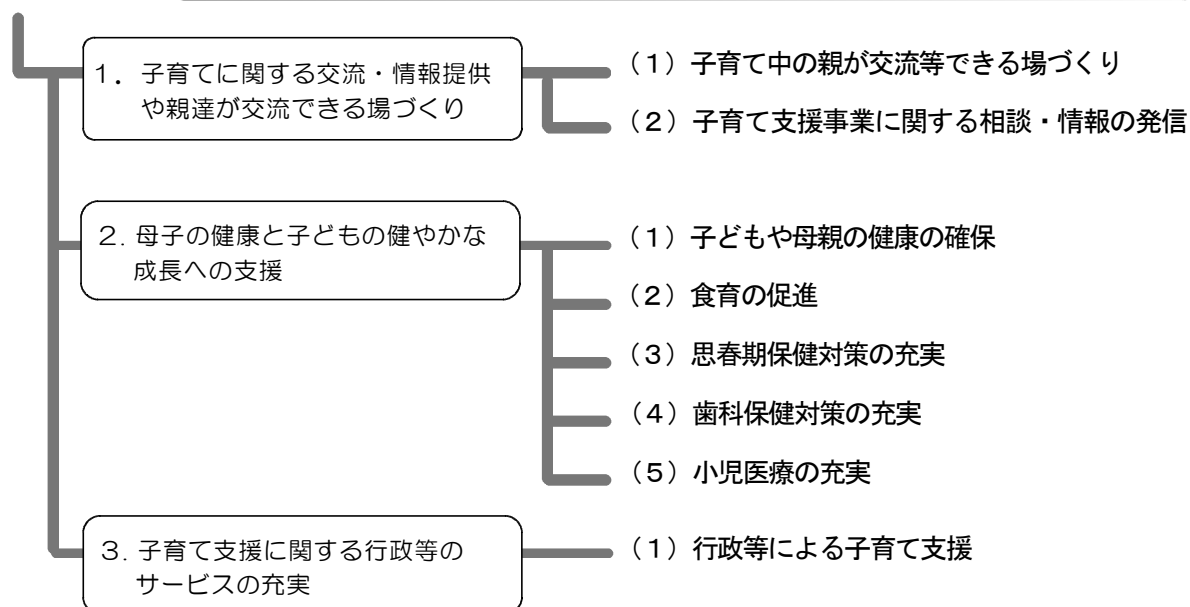 1．子育てに関する交流・情報提供
や親達が交流できる場づくり
（1）子育て中の親が交流等できる場づくり
（2）子育て支援事業に関する相談・情報の発信
2．母子の健康と子どもの健やかな
成長への支援
（1）子どもや母親の健康の確保
（2）食育の促進
（3）思春期保健対策の充実
（4）歯科保健対策の充実
（5）小児医療の充実
3．子育て支援に関する行政等の
サービスの充実
（1）行政等による子育て支援